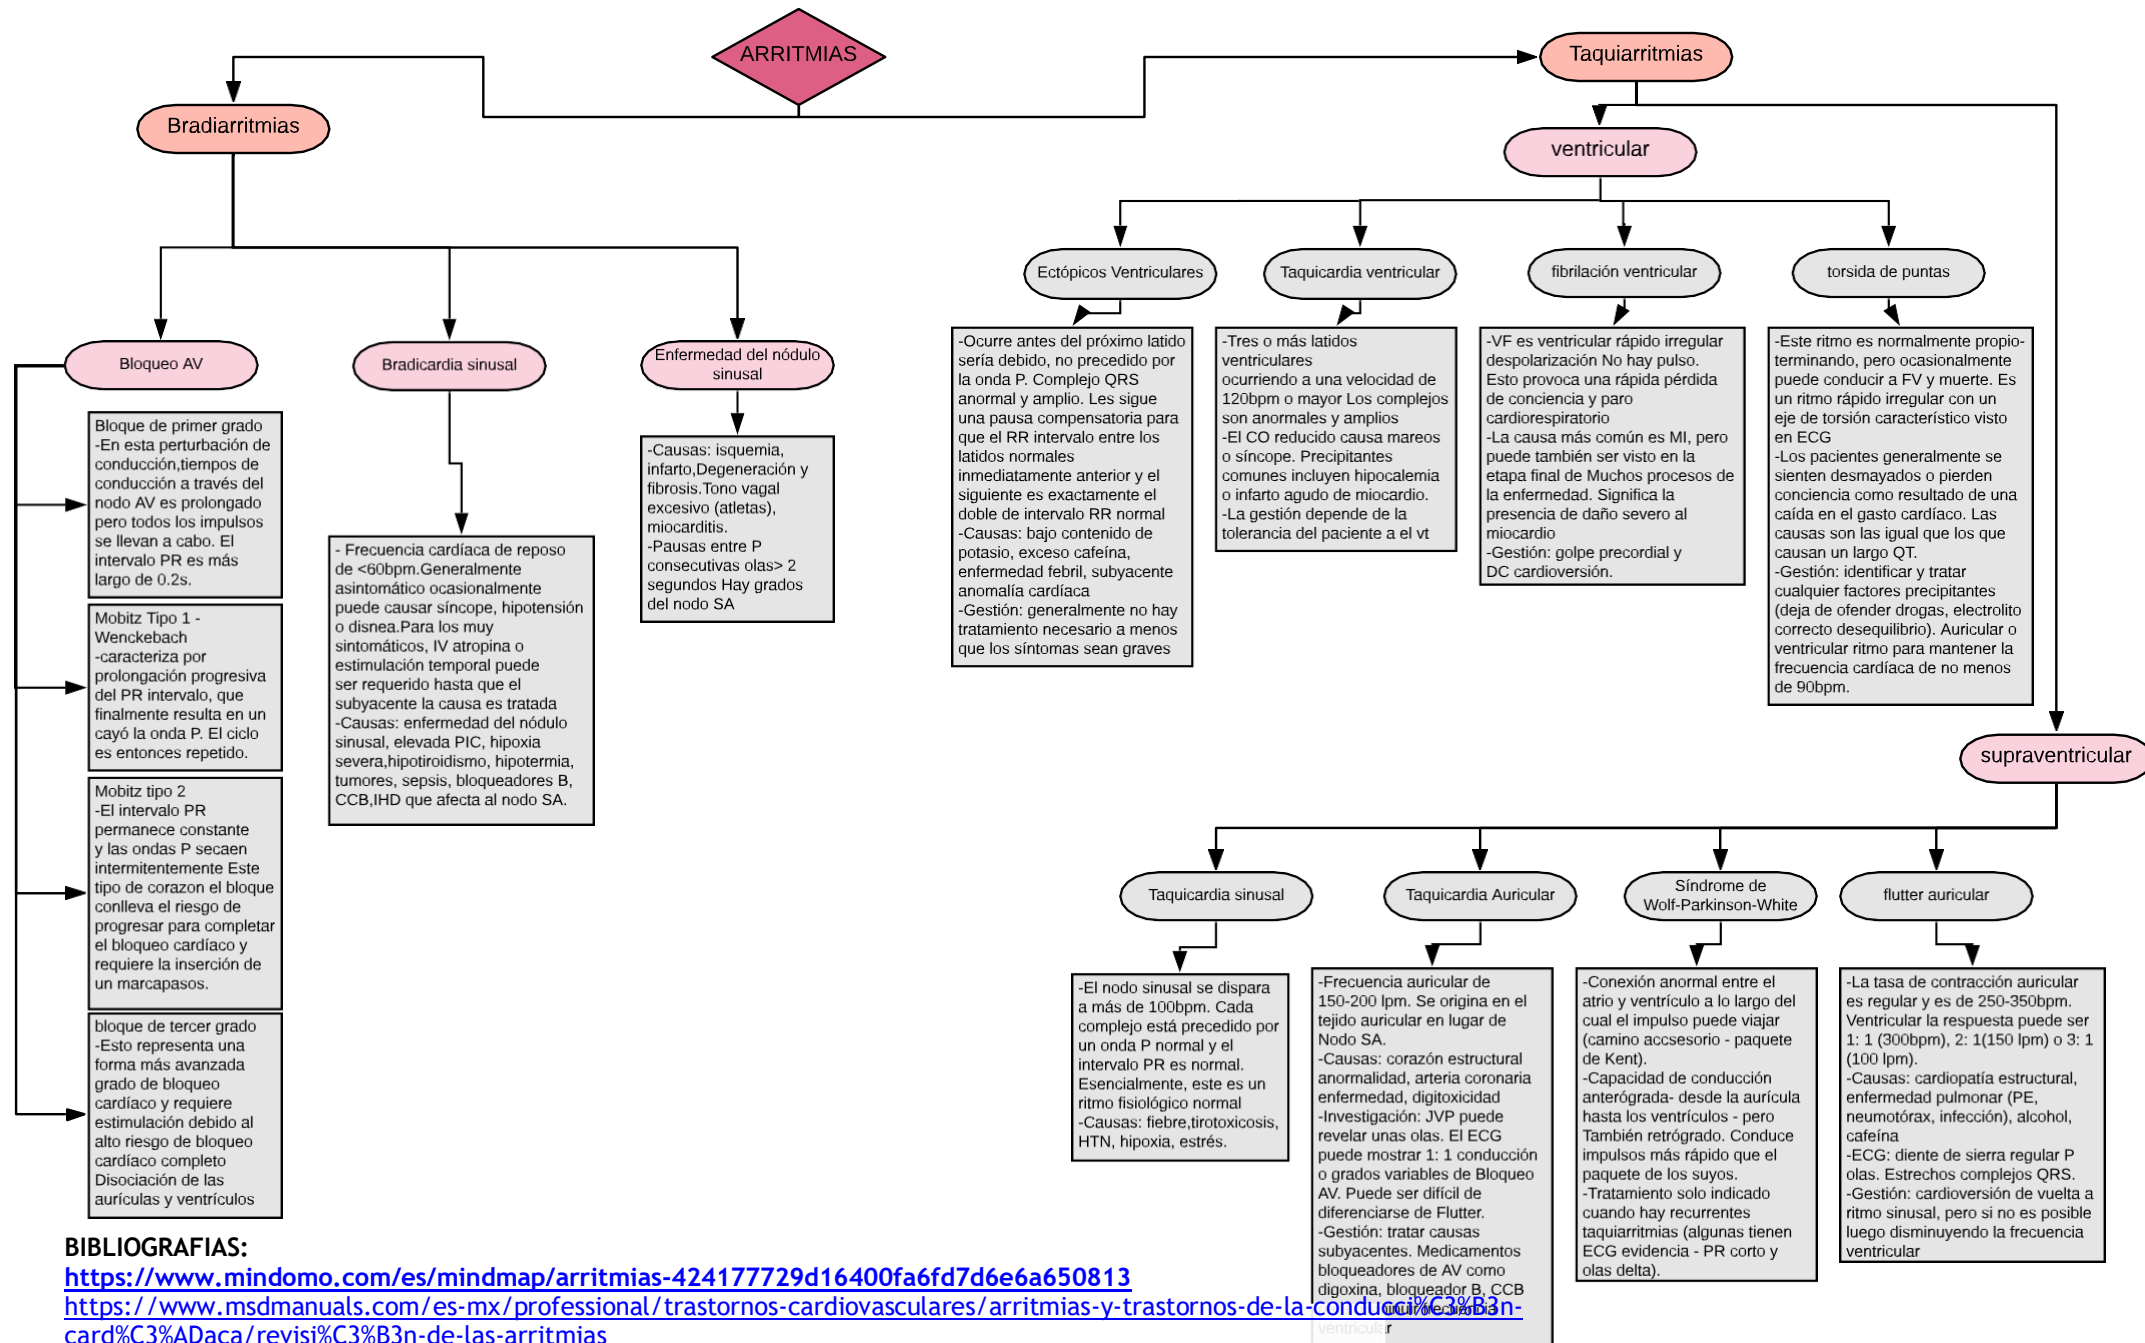 ARRITMIAS
Taquiarritmias
Bradiarritmias
ventricular
Ectópicos Ventriculares
Taquicardia ventricular
fibrilación ventricular
torsida de puntas
-Ocurre antes del próximo latido
sería debido, no precedido por
la onda P. Complejo QRS
anormal y amplio. Les sigue
una pausa compensatoria para
que el RR intervalo entre los
latidos normales
inmediatamente anterior y el
siguiente es exactamente el
doble de intervalo RR normal
-Causas: bajo contenido de
potasio, exceso cafeína,
enfermedad febril, subyacente
anomalía cardíaca
-Gestión: generalmente no hay
tratamiento necesario a menos
que los síntomas sean graves
-Tres o más latidos
ventriculares
ocurriendo a una velocidad de
120bpm o mayor Los complejos
son anormales y amplios
-El CO reducido causa mareos
o síncope. Precipitantes
comunes incluyen hipocalemia
o infarto agudo de miocardio.
-La gestión depende de la
tolerancia del paciente a el vt
-VF es ventricular rápido irregular
despolarización No hay pulso.
Esto provoca una rápida pérdida
de conciencia y paro
cardiorespiratorio
-La causa más común es MI, pero
puede también ser visto en la
etapa final de Muchos procesos de
la enfermedad. Significa la
presencia de daño severo al
miocardio
-Gestión: golpe precordial y
DC cardioversión.
-Este ritmo es normalmente propio-
terminando, pero ocasionalmente
puede conducir a FV y muerte. Es
un ritmo rápido irregular con un
eje de torsión característico visto
en ECG
-Los pacientes generalmente se
sienten desmayados o pierden
conciencia como resultado de una
caída en el gasto cardíaco. Las
causas son las igual que los que
causan un largo QT.
-Gestión: identificar y tratar
cualquier factores precipitantes
(deja de ofender drogas, electrolito
correcto desequilibrio). Auricular o
ventricular ritmo para mantener la
frecuencia cardíaca de no menos
de 90bpm.
Bloqueo AV
Bradicardia sinusal
Enfermedad del nódulo
sinusal
Bloque de primer grado
-En esta perturbación de
conducción,tiempos de
conducción a través del
nodo AV es prolongado
pero todos los impulsos
se llevan a cabo. El
intervalo PR es más
largo de 0.2s.
Mobitz Tipo 1 -
Wenckebach
-caracteriza por
prolongación progresiva
del PR intervalo, que
finalmente resulta en un
cayó la onda P. El ciclo
es entonces repetido.
Mobitz tipo 2
-El intervalo PR
permanece constante
y las ondas P secaen
intermitentemente Este
tipo de corazon el bloque
conlleva el riesgo de
progresar para completar
el bloqueo cardíaco y
requiere la inserción de
un marcapasos.
bloque de tercer grado
-Esto representa una
forma más avanzada
grado de bloqueo
cardíaco y requiere
estimulación debido al
alto riesgo de bloqueo
cardíaco completo
Disociación de las
aurículas y ventrículos
- Frecuencia cardíaca de reposo
de <60bpm.Generalmente
asintomático ocasionalmente
puede causar síncope, hipotensión
o disnea.Para los muy
sintomáticos, IV atropina o
estimulación temporal puede
ser requerido hasta que el
subyacente la causa es tratada
-Causas: enfermedad del nódulo
sinusal, elevada PIC, hipoxia
severa,hipotiroidismo, hipotermia,
tumores, sepsis, bloqueadores B,
CCB,IHD que afecta al nodo SA.
-Causas: isquemia,
infarto,Degeneración y
fibrosis.Tono vagal
excesivo (atletas),
miocarditis.
-Pausas entre P
consecutivas olas> 2
segundos Hay grados
del nodo SA
supraventricular
Taquicardia sinusal
Taquicardia Auricular
Síndrome de
Wolf-Parkinson-White
flutter auricular
-El nodo sinusal se dispara
a más de 100bpm. Cada
complejo está precedido por
un onda P normal y el
intervalo PR es normal.
Esencialmente, este es un
ritmo fisiológico normal
-Causas: fiebre,tirotoxicosis,
HTN, hipoxia, estrés.
-Frecuencia auricular de
150-200 lpm. Se origina en el
tejido auricular en lugar de
Nodo SA.
-Causas: corazón estructural
anormalidad, arteria coronaria
enfermedad, digitoxicidad
-Investigación: JVP puede
revelar unas olas. El ECG
puede mostrar 1: 1 conducción
o grados variables de Bloqueo
AV. Puede ser difícil de
diferenciarse de Flutter.
-Gestión: tratar causas
subyacentes. Medicamentos
bloqueadores de AV como
digoxina, bloqueador B, CCB
frecuencia
ventricular
-Conexión anormal entre el
atrio y ventrículo a lo largo del
cual el impulso puede viajar
(camino accsesorio - paquete
de Kent).
-Capacidad de conducción
anterógrada- desde la aurícula
hasta los ventrículos - pero
También retrógrado. Conduce
impulsos más rápido que el
paquete de los suyos.
-Tratamiento solo indicado
cuando hay recurrentes
taquiarritmias (algunas tienen
ECG evidencia - PR corto y
olas delta).
-La tasa de contracción auricular
es regular y es de 250-350bpm.
Ventricular la respuesta puede ser
1: 1 (300bpm), 2: 1(150 lpm) o 3: 1
(100 lpm).
-Causas: cardiopatía estructural,
enfermedad pulmonar (PE,
neumotórax, infección), alcohol,
cafeína
-ECG: diente de sierra regular P
olas. Estrechos complejos QRS.
-Gestión: cardioversión de vuelta a
ritmo sinusal, pero si no es posible
luego disminuyendo la frecuencia
ventricular
BIBLIOGRAFIAS:
https://www.mindomo.com/es/mindmap/arritmias-424177729d16400fa6fd7d6e6a650813
https://www.msdmanuals.com/es-mx/professional/trastornos-cardiovasculares/arritmias-y-trastornos-de-la-conducci%C3%B3n-
card%C3%ADaca/revisi%C3%B3n-de-las-arritmias